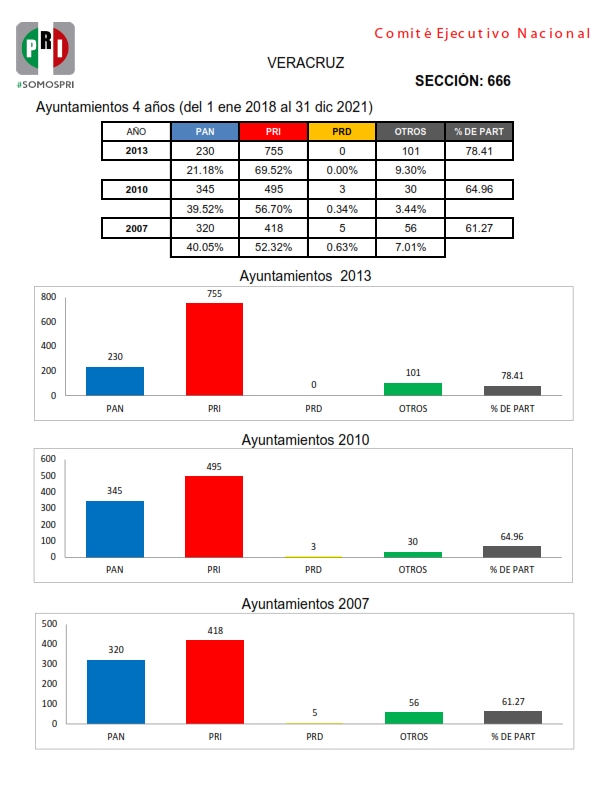 PRI
#SOMOSPRI
Comité Ejecutivo Nacional
VERACRUZ
SECCIÓN: 666
Ayuntamientos 4 años (del 1 ene 2018 al 31 dic 2021)
AÑO PAN PRI PRD OTROS % DE PART
2013 230 755 0 101 78.41
21.18% 69.52% 0.00% 9.30%
2010 345 495 3 30 64.96
39.52% 56.70% 0.34% 3.44%
2007 320 418 5 56 61.27
40.05% 52.32% 0.63% 7.01%
Ayuntamientos 2013
800
600
400
200
0
230 755 0 101 78.41
PAN PRI PRD OTROS % DE PART
Ayuntamientos 2010
600
500
400
300
200
100
0
345 495 3 30 64.96
PAN PRI PRD OTROS % DE PART
Ayuntamientos 2007
500
400
300
200
100
0
320 418 5 56 61.27
PAN PRI PRD OTROS % DE PART